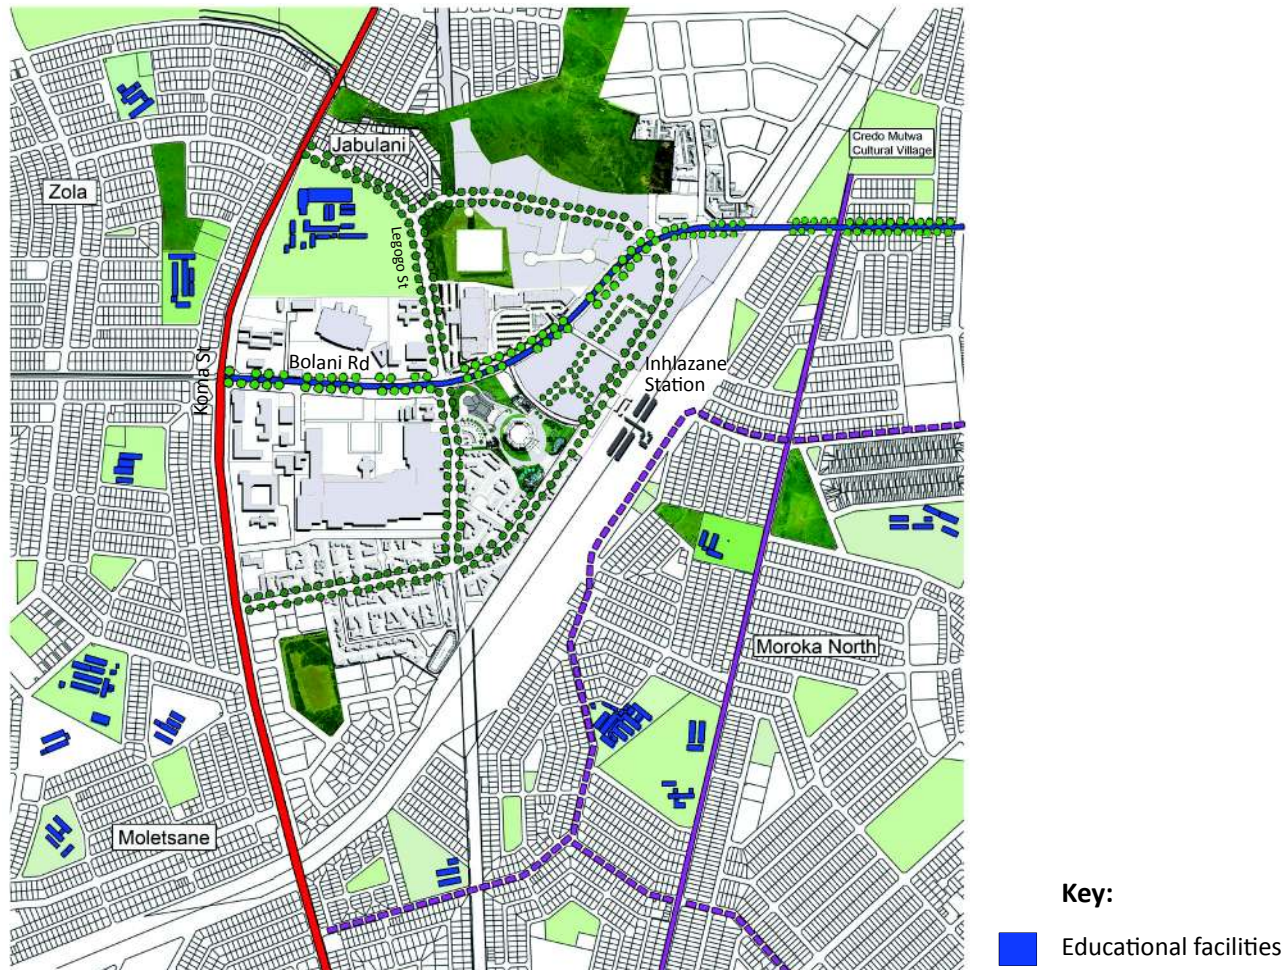 Jabulani
Credo Mutwa
Cultural Village
Zola
Legogo St
Koma St
Bolani Rd
Inhlazane
Station
Moroka North
Moletsane
Key:
Educational facilities